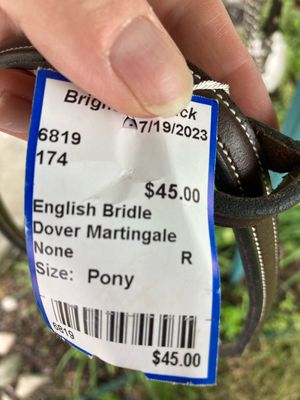 7/19/2023
6819
174
$45.00
English Bridle
Dover Martingale
None R
Size: Pony
6819
$45.00